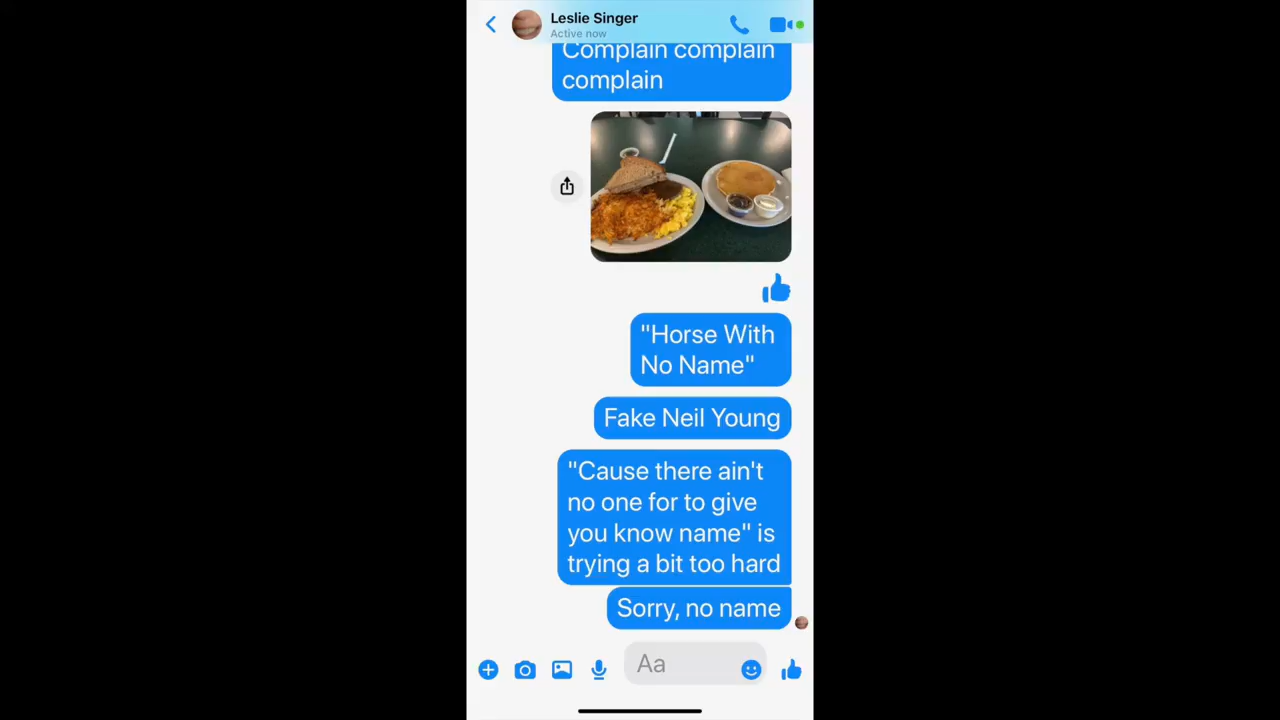 Leslie Singer
Active now
Complain complain
complain
"Horse With
No Name"
Fake Neil Young
"Cause there ain't
no one for to give
you know name" is
trying a bit too hard
Sorry, no name
Aa